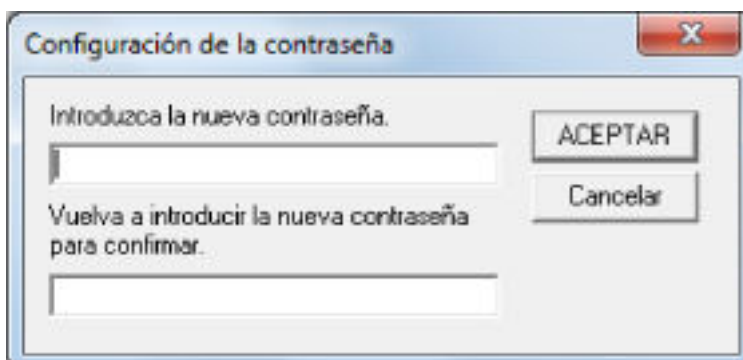 Configuración de la contraseña
Introduzca la nueva contraseña.
ACEPTAR
Cancelar
Vuelva a introducir la nueva contraseña
para confirmar.